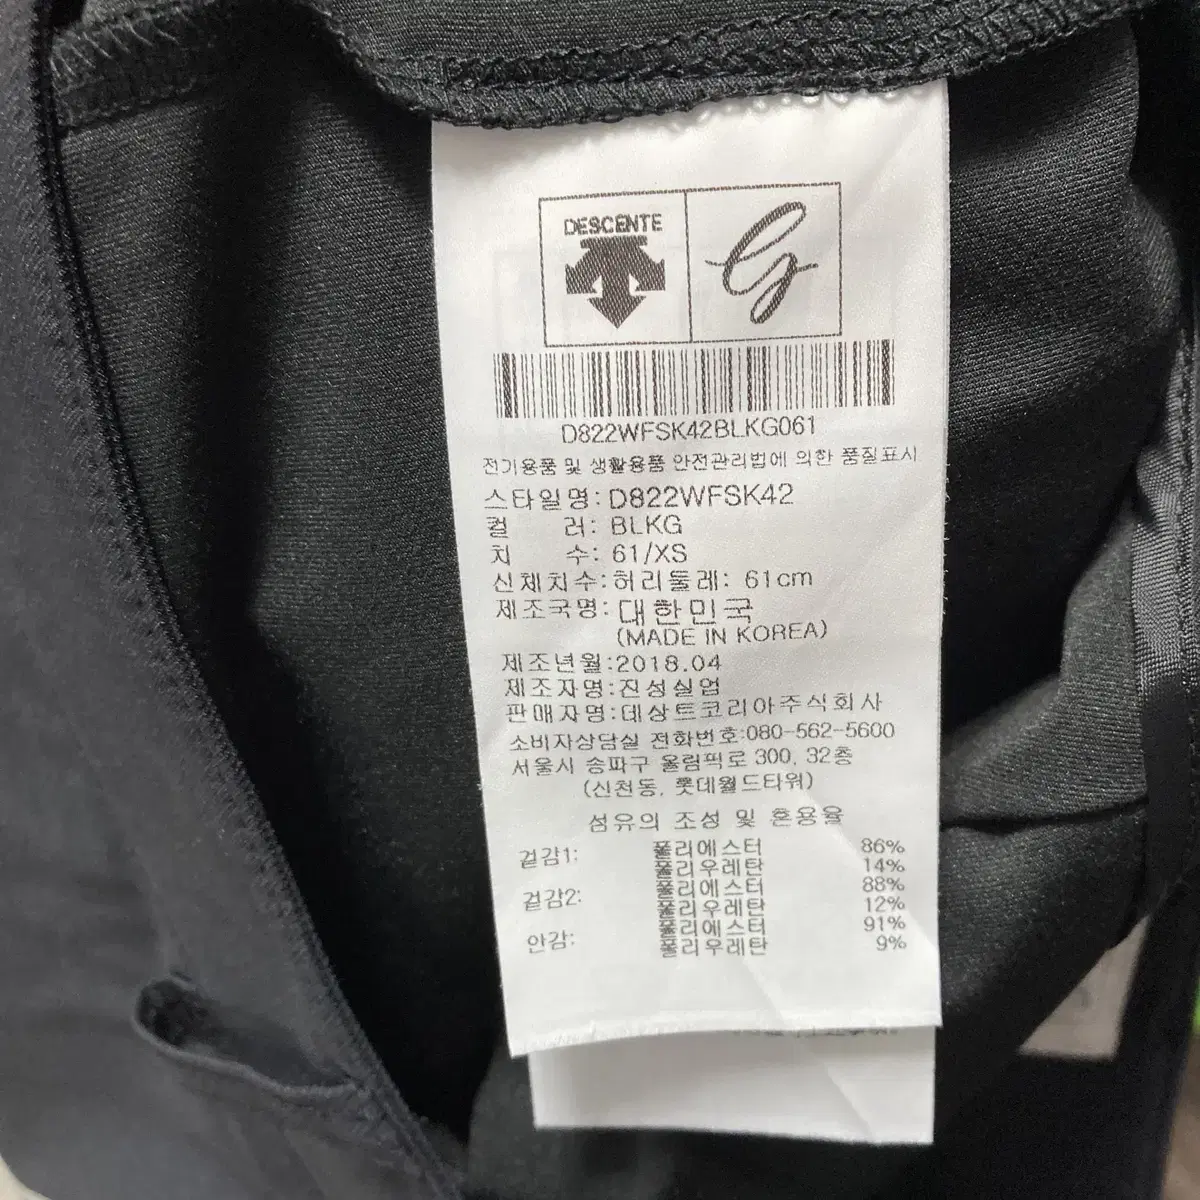 DESCENTE
D822WFSK42BLKG061
전기용품 및 생활용품 안전관리법에 의한 품질표시
스타일명: D822WFSK42
컬 러: BLKG
치 수: 61/XS
신체치수: 허리둘레: 61cm
제조국명: 대한민국
(MADE IN KOREA)
제조년월:2018.04
제조자명:진성실업
판매자명:데상트코리아주식회사
소비자상담실 전화번호:080-562-5600
서울시 송파구 올림픽로 300, 32층
(신천동, 롯데월드타워)
섬유의 조성 및 혼용율
겉감1: 폴리에스터 86%
폴리우레탄 14%
겉감2: 폴리에스터 88%
폴리우레탄 12%
안감: 폴리에스터 91%
폴리우레탄 9%